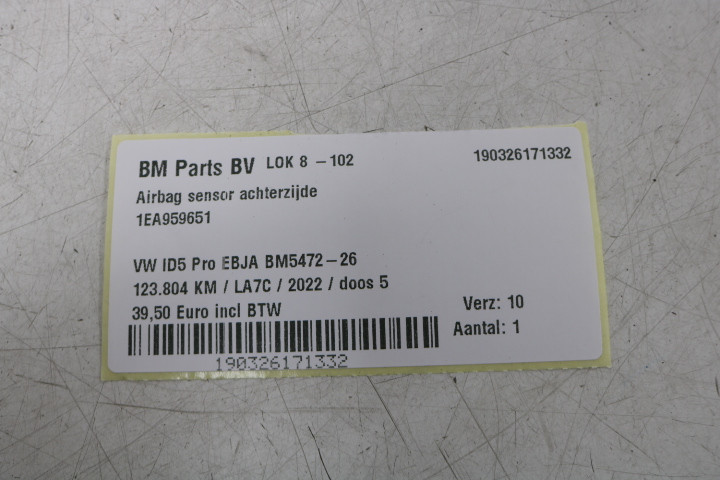 BM Parts BV LOK 8 - 102 190326171332
Airbag sensor achterzijde
1EA959651
VW ID5 Pro EBJA BM5472-26
123.804 KM / LA7C / 2022 / doos 5
39,50 Euro incl BTW Verz: 10
Aantal: 1
190326171332